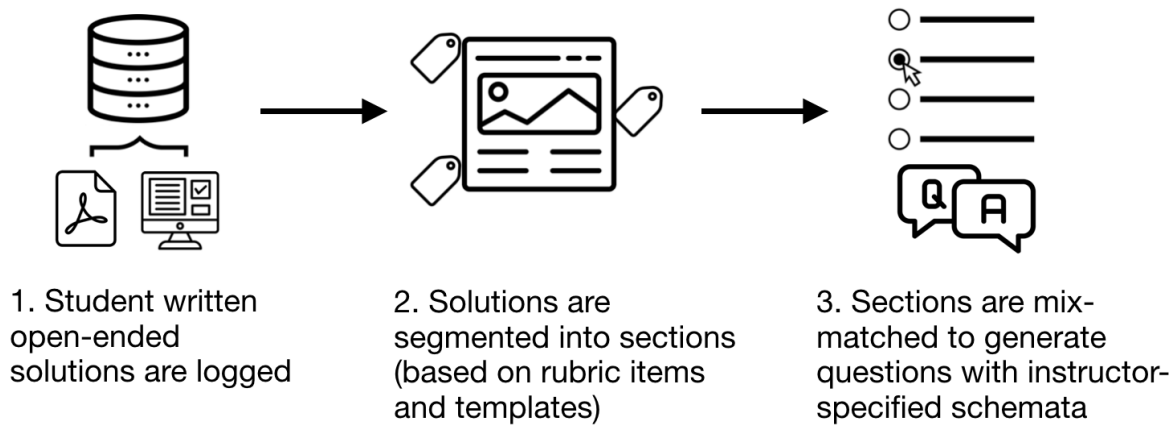 Q A
1. Student written
open-ended
solutions are logged
2. Solutions are
segmented into sections
(based on rubric items
and templates)
3. Sections are mix-
matched to generate
questions with instructor-
specified schemata